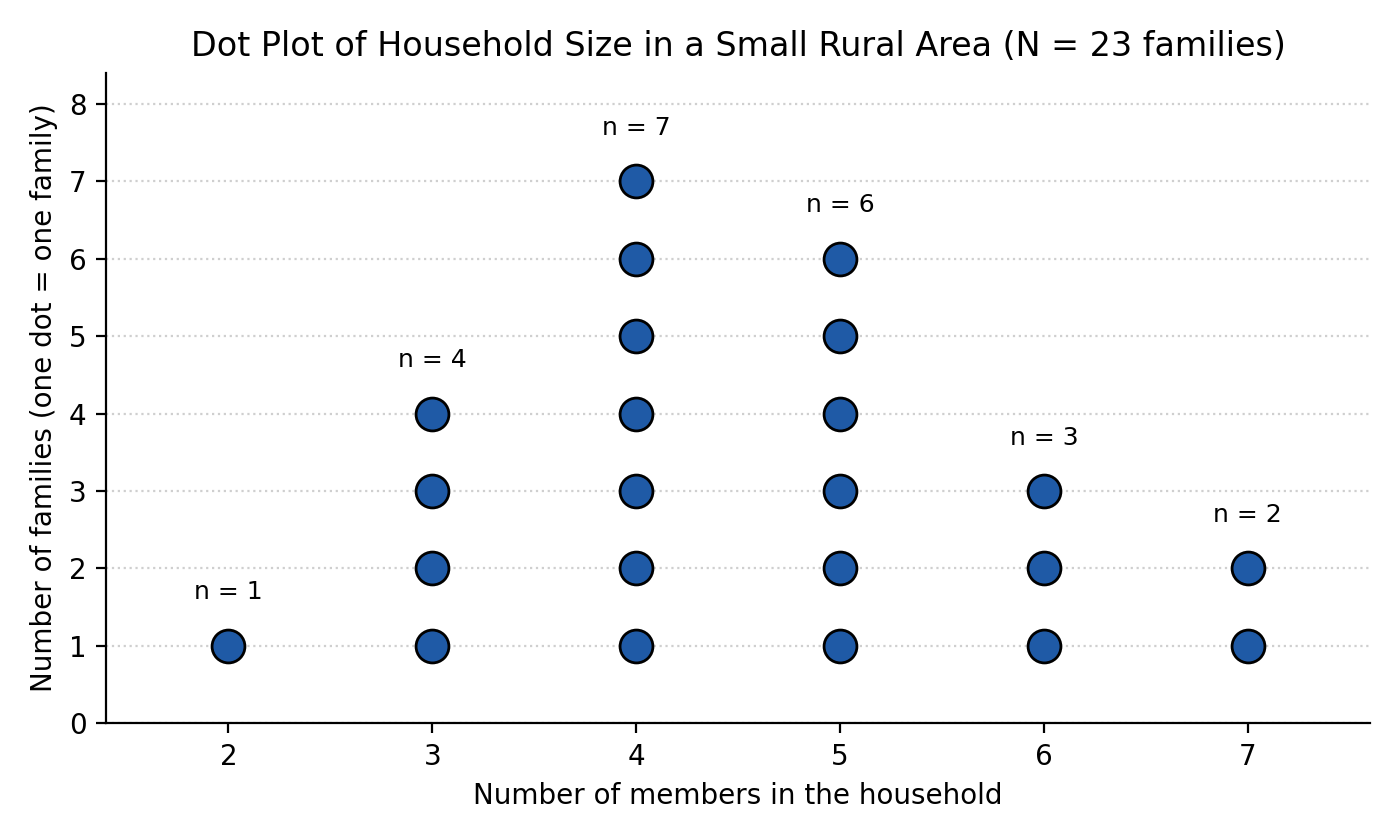 Dot Plot of Household Size in a Small Rural Area (N = 23 families)
Number of families (one dot = one family)
8
7
6
5
4
3
2
1
0
n = 1
n = 4
n = 7
n = 6
n = 3
n = 2
2 3 4 5 6 7
Number of members in the household